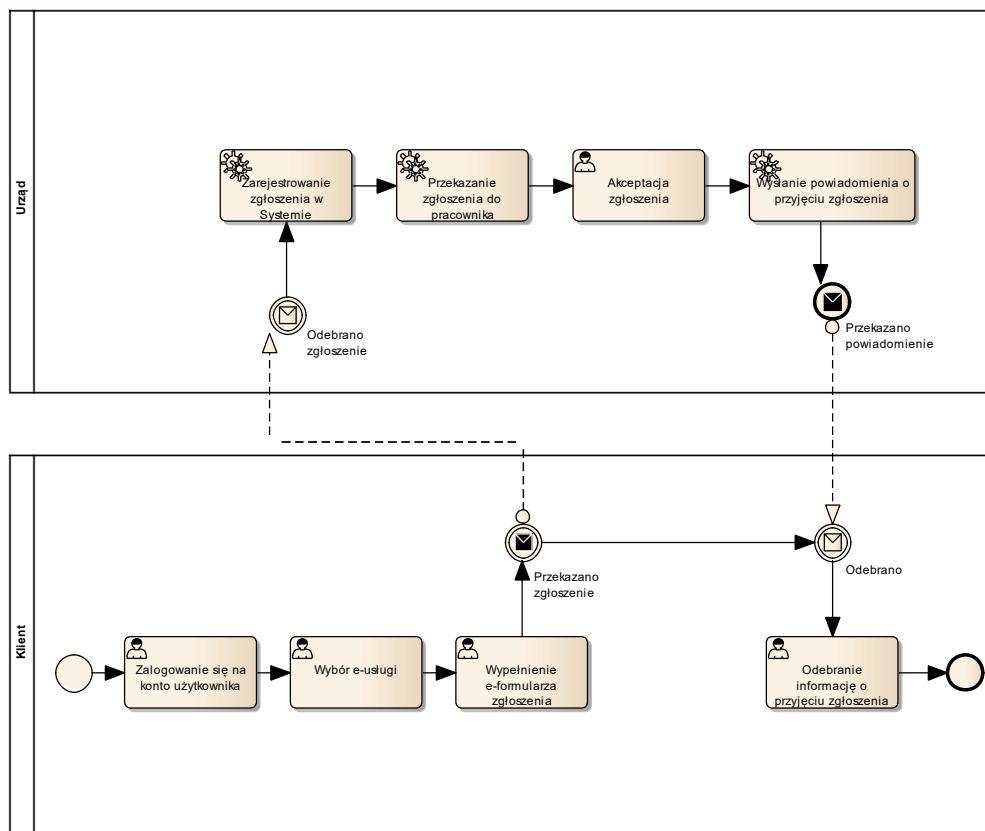 Urząd
Zarejestrowanie
zgłoszenia w
Systemie
Przekazanie
zgłoszenia do
pracownika
Akceptacja
zgłoszenia
Wysłanie powiadomienia o
przyjęciu zgłoszenia
Odebrano
zgłoszenie
Przekazano
powiadomienie
Klient
Przekazano
zgłoszenie
Odebrano
Zalogowanie się na
konto użytkownika
Wybór e-usługi
Wypełnienie
e-formularza
zgłoszenia
Odebranie
informację o
przyjęciu zgłoszenia